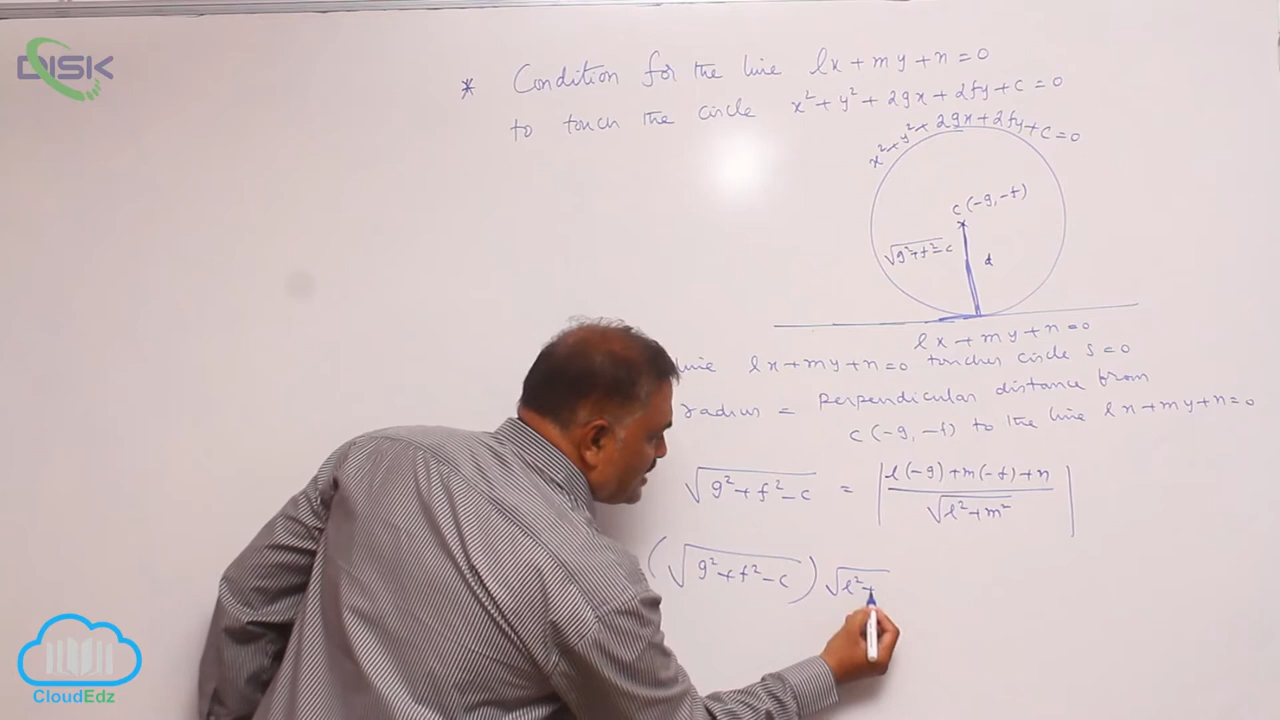 DISK
* Condition for the line lx + my + n = 0
to touch the circle x² + y² + 2gx + 2fy + c = 0
x² + y² + 2gx + 2fy + c = 0
c (-g, -f)
√g²+f²-c
d
lx + my + n = 0
line lx + my + n = 0 touches circle s = 0
radius = perpendicular distance from
c (-g, -f) to the line lx + my + n = 0
√g² + f² - c = | l(-g) + m(-f) + n / √l² + m² |
(√g² + f² - c) √l² +
CloudEdz